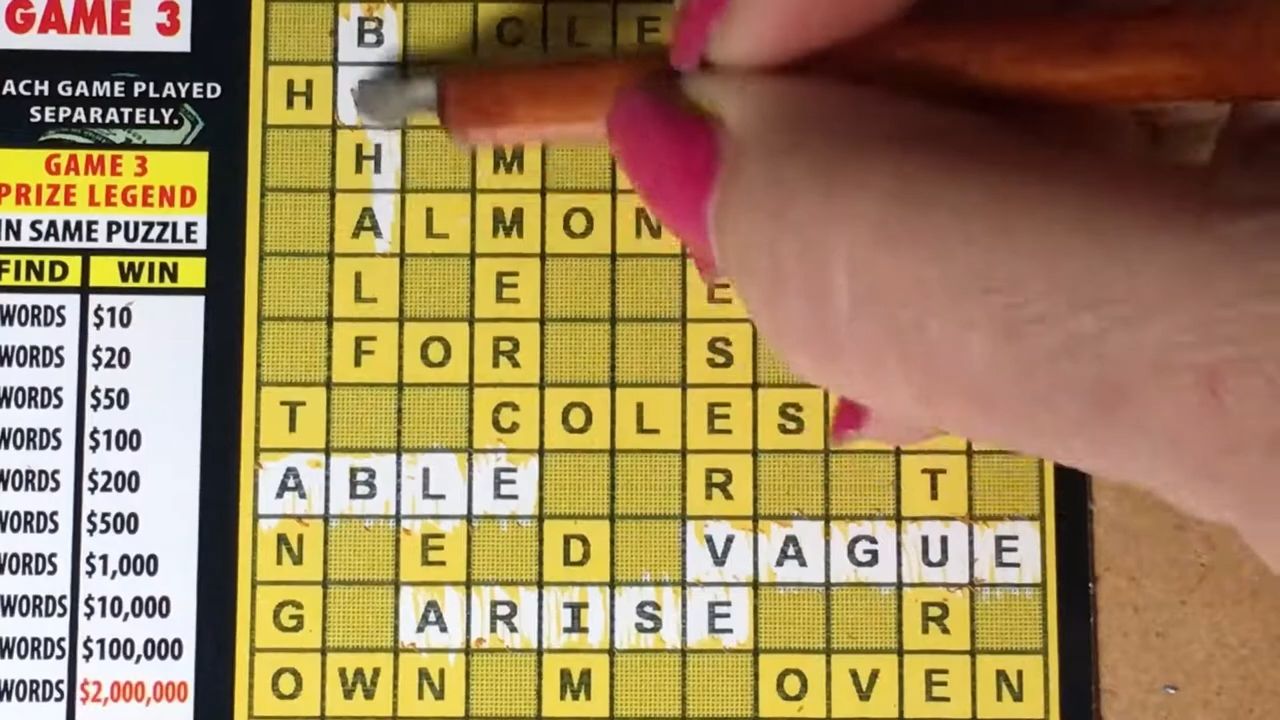 GAME 3
ACH GAME PLAYED
SEPARATELY.
GAME 3
PRIZE LEGEND
IN SAME PUZZLE
FIND WIN
WORDS $10
WORDS $20
WORDS $50
WORDS $100
WORDS $200
WORDS $500
WORDS $1,000
WORDS $10,000
WORDS $100,000
WORDS $2,000,000
B C L E
H
H M
A L M O N
L E E
F O R S
T C O L E S
A B L E R T
N E D V A G U E
G A R I S E R
O W N M O V E N